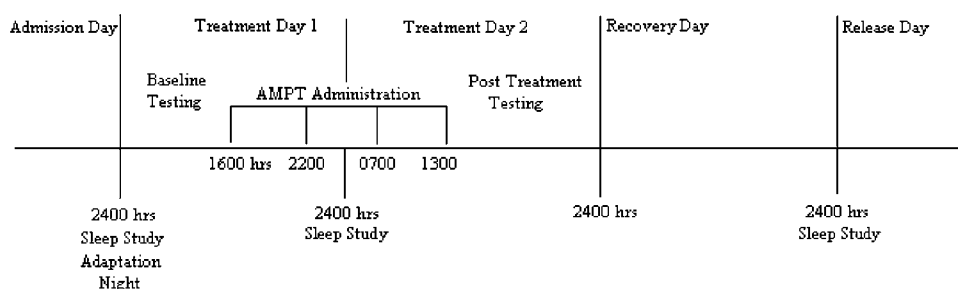 Admission Day
Treatment Day 1
Treatment Day 2
Recovery Day
Release Day
Baseline
Testing
AMPT Administration
Post Treatment
Testing
1600 hrs
2200
0700
1300
2400 hrs
Sleep Study
Adaptation
Night
2400 hrs
Sleep Study
2400 hrs
2400 hrs
Sleep Study